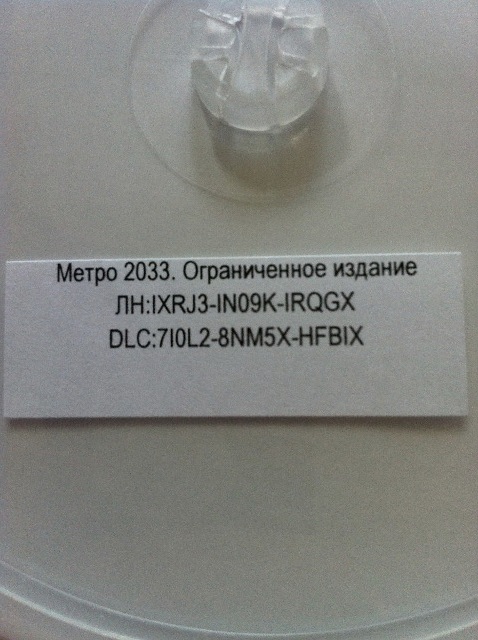 Метро 2033. Ограниченное издание
ЛН:IXRJ3-IN09K-IRQGX
DLC:7I0L2-8NM5X-HFBIX